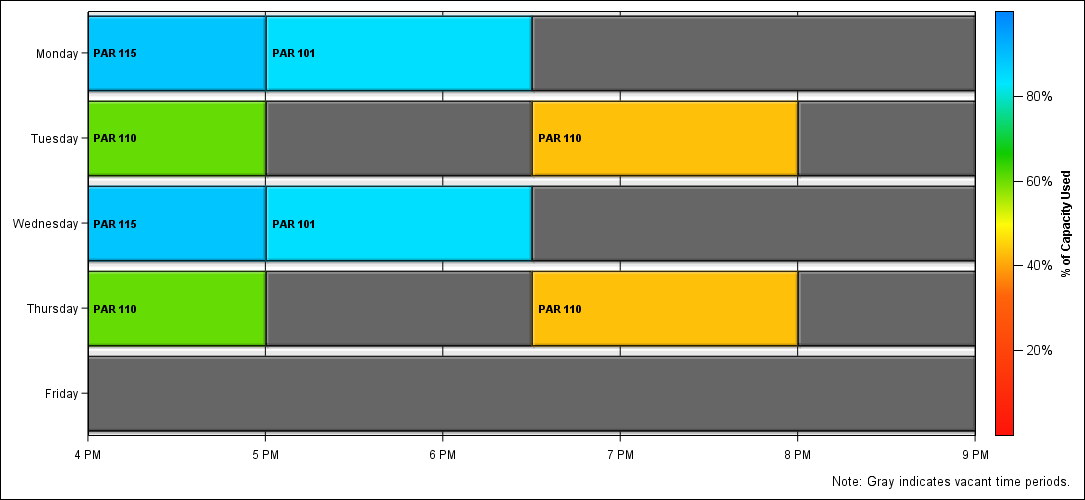 Monday
PAR 115
PAR 101
Tuesday
PAR 110
PAR 110
Wednesday
PAR 115
PAR 101
Thursday
PAR 110
PAR 110
Friday
4 PM
5 PM
6 PM
7 PM
8 PM
9 PM
80%
60%
40%
20%
% of Capacity Used
Note: Gray indicates vacant time periods.